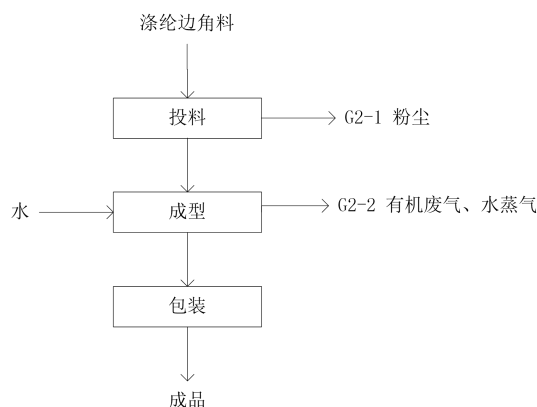 涤纶边角料
投料
G2-1 粉尘
水
成型
G2-2 有机废气、水蒸气
包装
成品